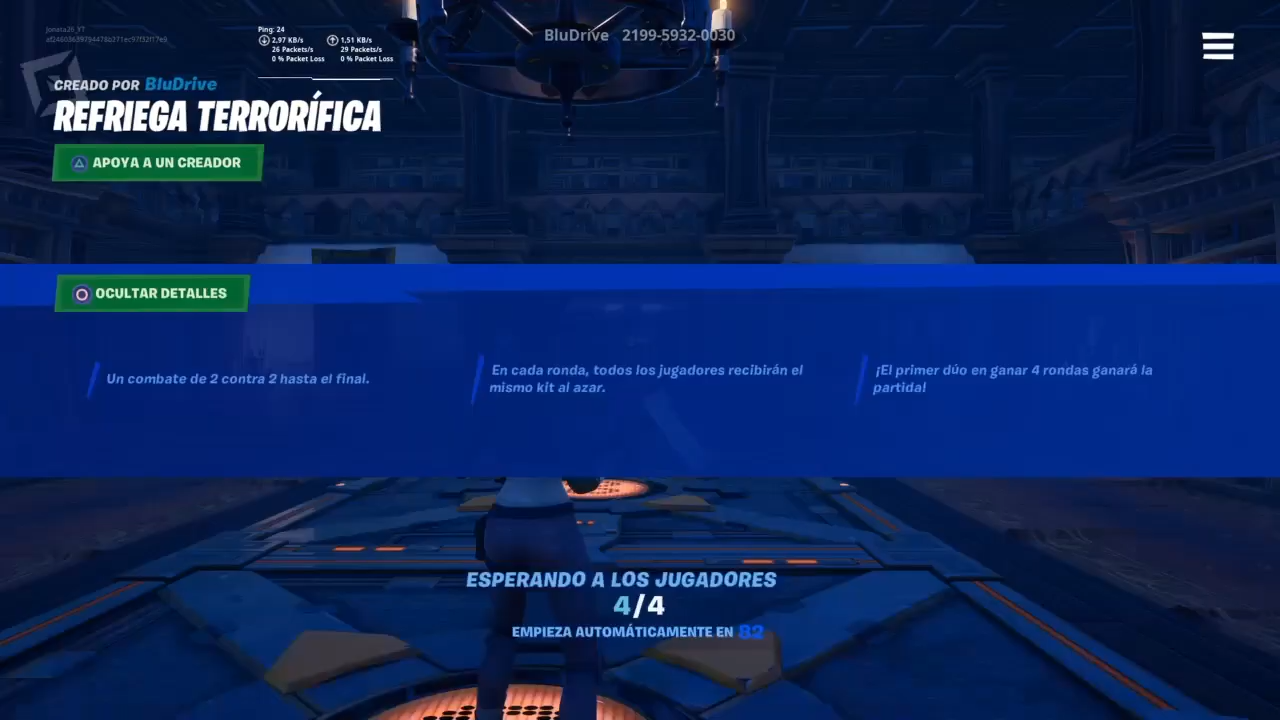 Jonata26_YT
Ping: 24
2,97 KB/s 1,51 KB/s
26 Packets/s 29 Packets/s
0 % Packet Loss 0 % Packet Loss
BluDrive 2199-5932-0030
CREADO POR BluDrive
REFRIEGA TERRORÍFICA
APOYA A UN CREADOR
OCULTAR DETALLES
Un combate de 2 contra 2 hasta el final.
En cada ronda, todos los jugadores recibirán el
mismo kit al azar.
¡El primer dúo en ganar 4 rondas ganará la
partida!
ESPERANDO A LOS JUGADORES
4/4
EMPIEZA AUTOMÁTICAMENTE EN 82